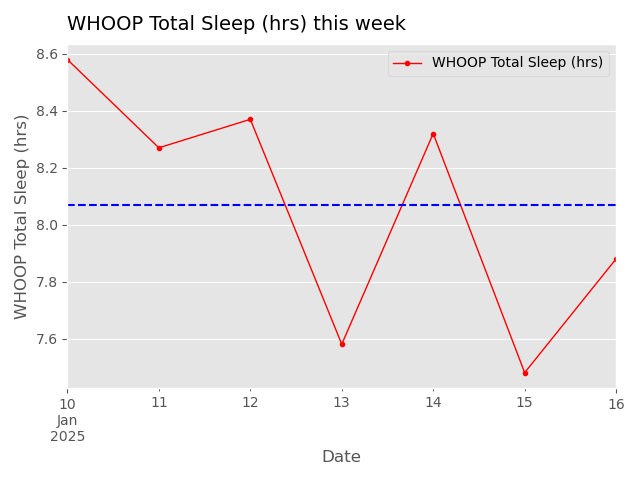 WHOOP Total Sleep (hrs) this week
WHOOP Total Sleep (hrs)
WHOOP Total Sleep (hrs)
8.6
8.4
8.2
8.0
7.8
7.6
10 11 12 13 14 15 16
Jan
2025
Date